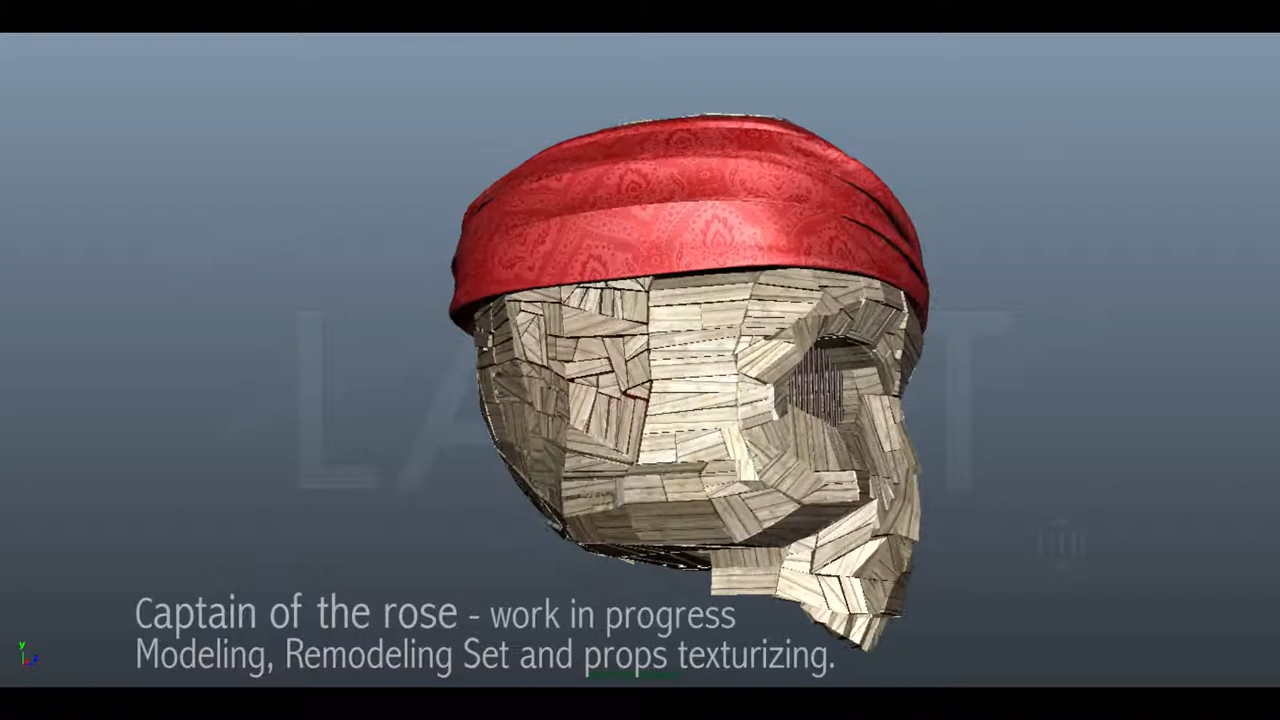 Captain of the rose - work in progress
Modeling, Remodeling Set and props texturizing.